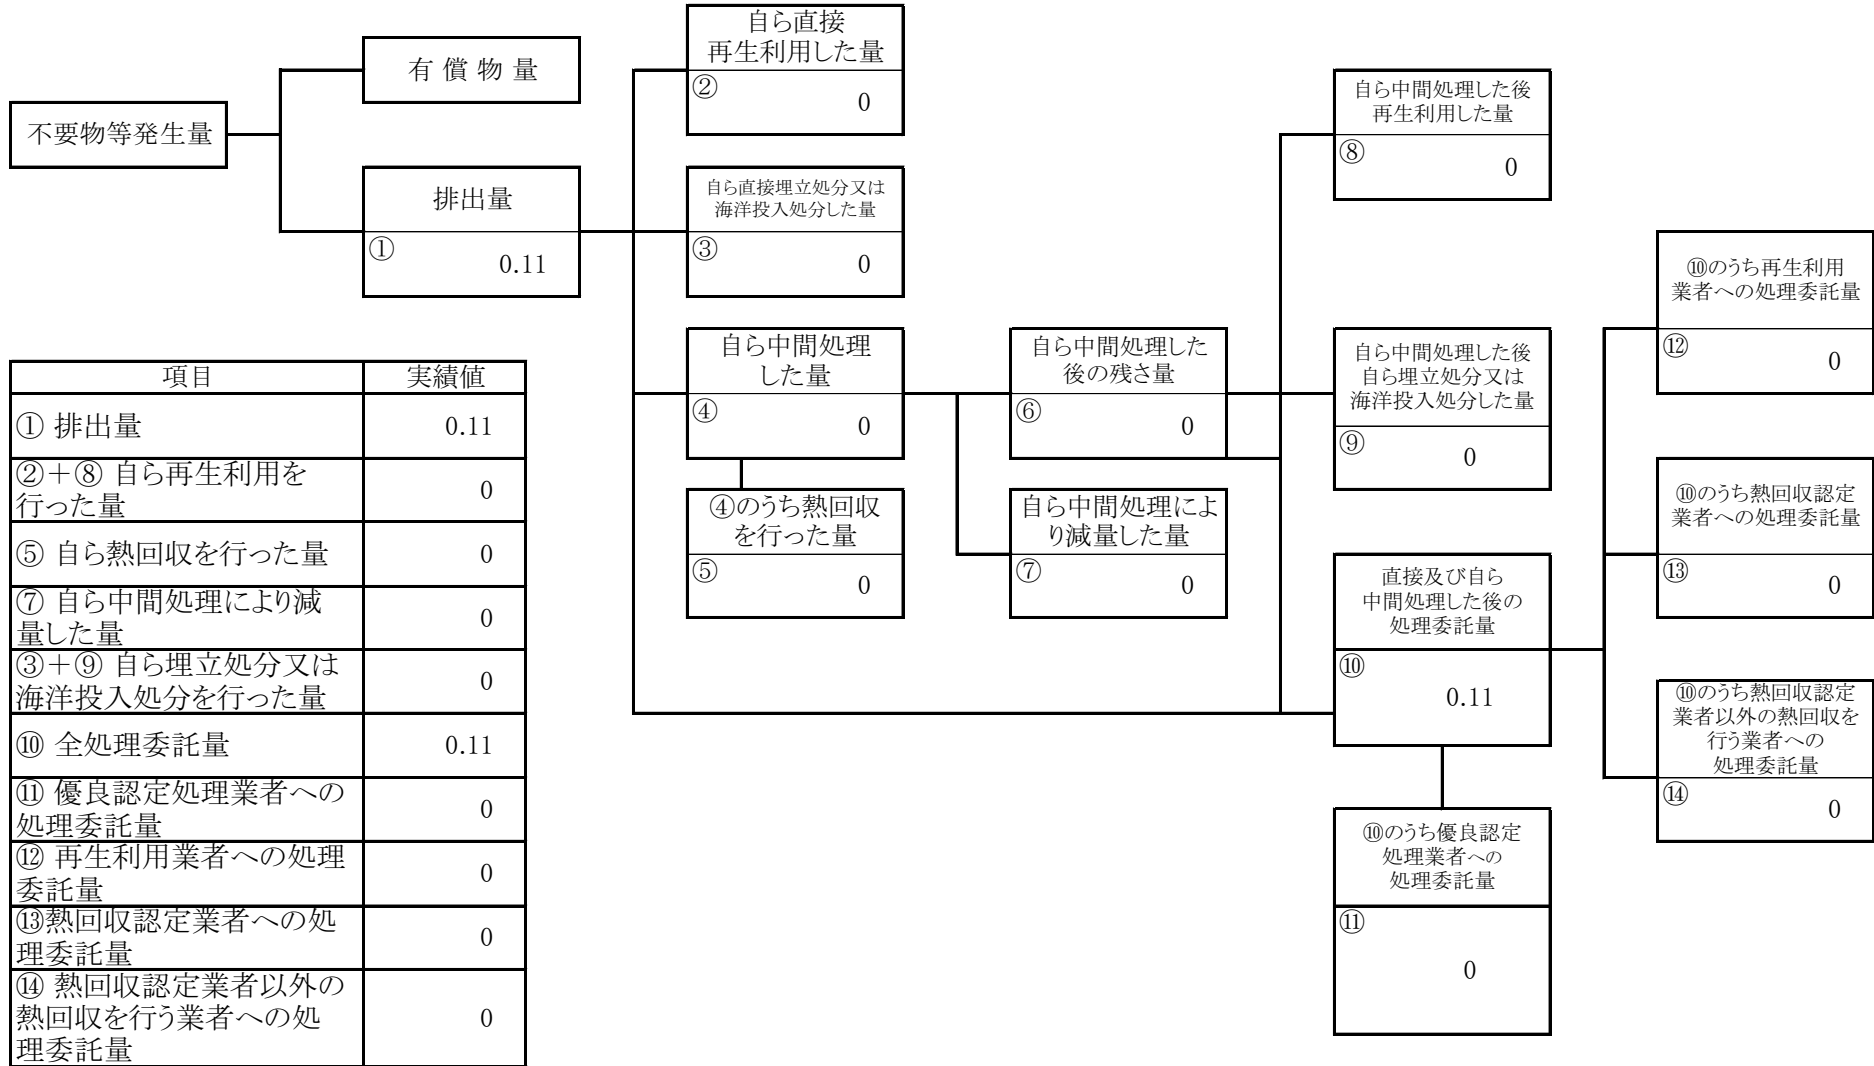 不要物等発生量
有 償 物 量
排出量
①
0.11
自ら直接
再生利用した量
②
0
自ら直接埋立処分又は
海洋投入処分した量
③
0
自ら中間処理
した量
④
0
④のうち熱回収
を行った量
⑤
0
自ら中間処理した
後の残さ量
⑥
0
自ら中間処理によ
り減量した量
⑦
0
自ら中間処理した後
再生利用した量
⑧
0
自ら中間処理した後
自ら埋立処分又は
海洋投入処分した量
⑨
0
直接及び自ら
中間処理した後の
処理委託量
⑩
0.11
⑩のうち優良認定
処理業者への
処理委託量
⑪
0
⑩のうち再生利用
業者への処理委託量
⑫
0
⑩のうち熱回収認定
業者への処理委託量
⑬
0
⑩のうち熱回収認定
業者以外の熱回収を
行う業者への
処理委託量
⑭
0
項目 実績値
① 排出量 0.11
②+⑧ 自ら再生利用を
行った量 0
⑤ 自ら熱回収を行った量 0
⑦ 自ら中間処理により減
量した量 0
③+⑨ 自ら埋立処分又は
海洋投入処分を行った量 0
⑩ 全処理委託量 0.11
⑪ 優良認定処理業者への
処理委託量 0
⑫ 再生利用業者への処理
委託量 0
⑬熱回収認定業者への処
理委託量 0
⑭ 熱回収認定業者以外の
熱回収を行う業者への処
理委託量 0